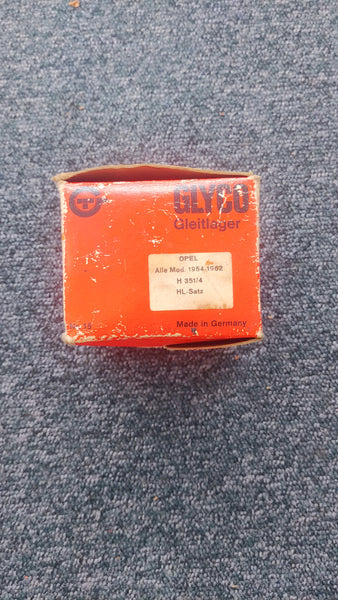 GLYCO
Gleitlager
OPEL
Alle Mod. 1954-1962
H 351/4
HL-Satz
Made in Germany